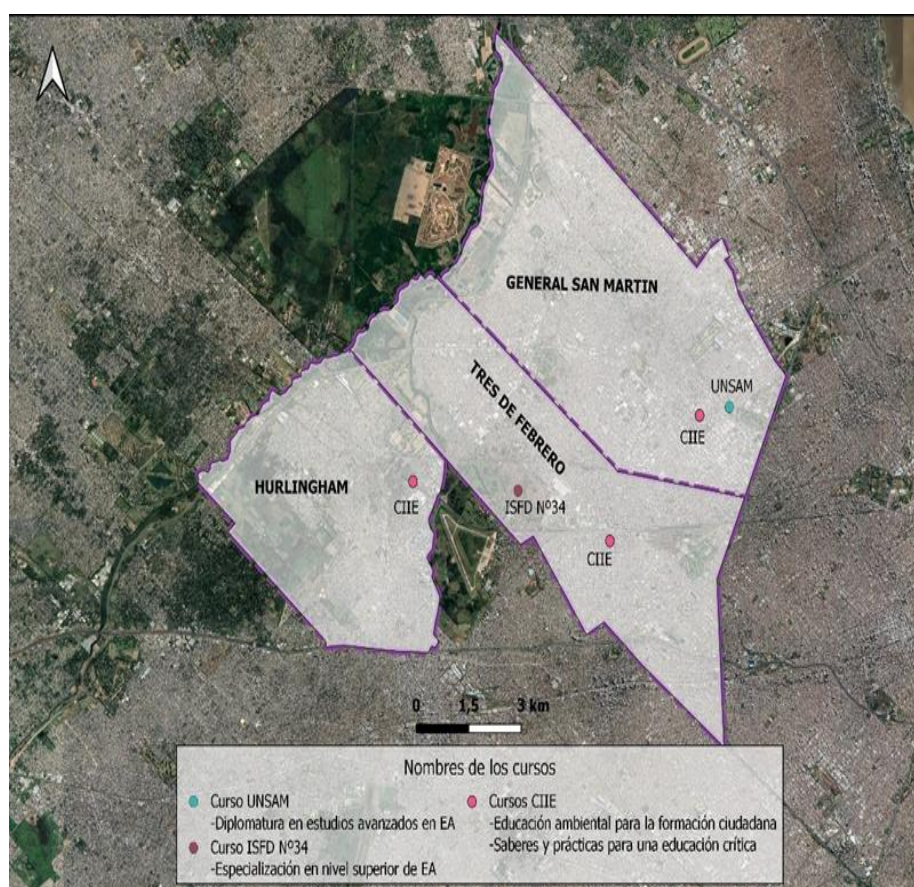 GENERAL SAN MARTIN
UNSAM
CIIE
TRES DE FEBRERO
HURLINGHAM
CIIE
ISFD Nº34
CIIE
0 1,5 3 km
Nombres de los cursos
Curso UNSAM
-Diplomatura en estudios avanzados en EA
Curso ISFD Nº34
-Especialización en nivel superior de EA
Cursos CIIE
-Educación ambiental para la formación ciudadana
-Saberes y prácticas para una educación crítica